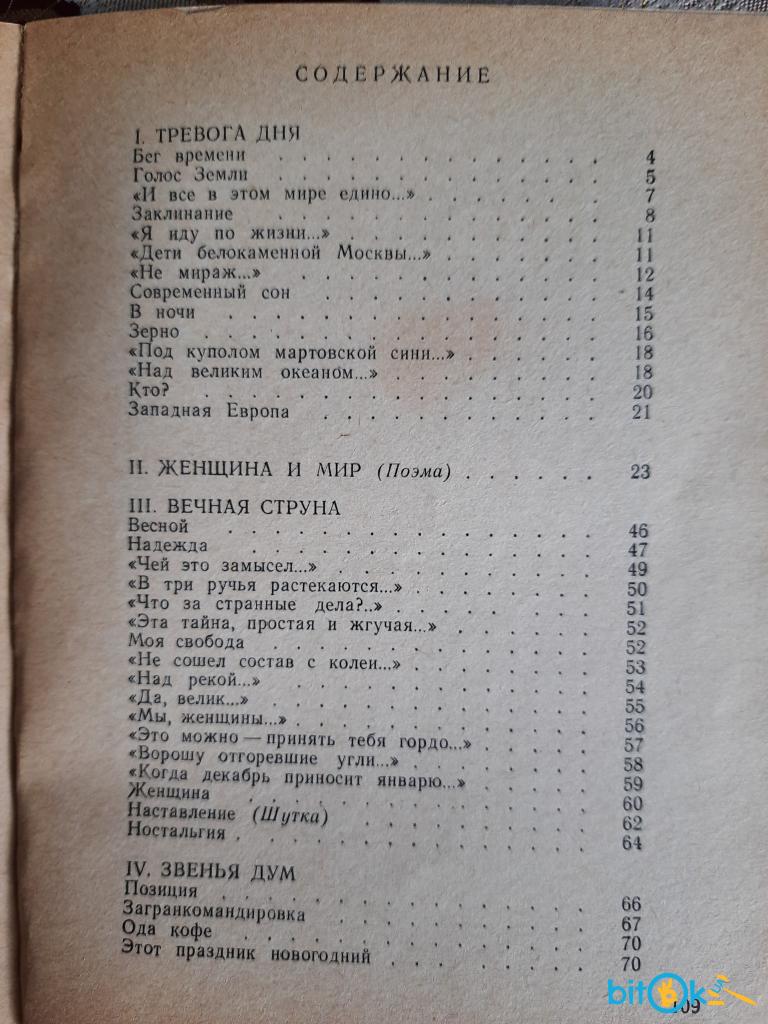 СОДЕРЖАНИЕ
I. ТРЕВОГА ДНЯ
Бег времени . . . . . . . . . . . . . 4
Голос Земли . . . . . . . . . . . . . 5
«И все в этом мире едино...» . . . . . . . 7
Заклинание . . . . . . . . . . . . . 8
«Я иду по жизни...» . . . . . . . . . . 11
«Дети белокаменной Москвы...» . . . . . . . 11
«Не мираж...» . . . . . . . . . . . . 12
Современный сон . . . . . . . . . . . 14
В ночи . . . . . . . . . . . . . . 15
Зерно . . . . . . . . . . . . . . . 16
«Под куполом мартовской сини...» . . . . . . 18
«Над великим океаном...» . . . . . . . . . 18
Кто? . . . . . . . . . . . . . . . 20
Западная Европа . . . . . . . . . . . 21
II. ЖЕНЩИНА И МИР (Поэма) . . . . . . 23
III. ВЕЧНАЯ СТРУНА
Весной . . . . . . . . . . . . . . 46
Надежда . . . . . . . . . . . . . . 47
«Чей это замысел...» . . . . . . . . . . 49
«В три ручья растекаются...» . . . . . . . . 50
«Что за странные дела?..» . . . . . . . . 51
«Эта тайна, простая и жгучая...» . . . . . . 52
Моя свобода . . . . . . . . . . . . . 52
«Не сошел состав с колеи...» . . . . . . . . 53
«Над рекой...» . . . . . . . . . . . . 54
«Да, велик...» . . . . . . . . . . . . 55
«Мы, женщины...» . . . . . . . . . . . 56
«Это можно — принять тебя гордо...» . . . . . 57
«Ворошу отгоревшие угли...» . . . . . . . . 58
«Когда декабрь приносит январю...» . . . . . 59
Женщина . . . . . . . . . . . . . . 60
Наставление (Шутка) . . . . . . . . . . 62
Ностальгия . . . . . . . . . . . . . 64
IV. ЗВЕНЬЯ ДУМ
Позиция . . . . . . . . . . . . . . 66
Загранкомандировка . . . . . . . . . . 67
Ода кофе . . . . . . . . . . . . . . 70
Этот праздник новогодний . . . . . . . . 70
109
bitOk.UA